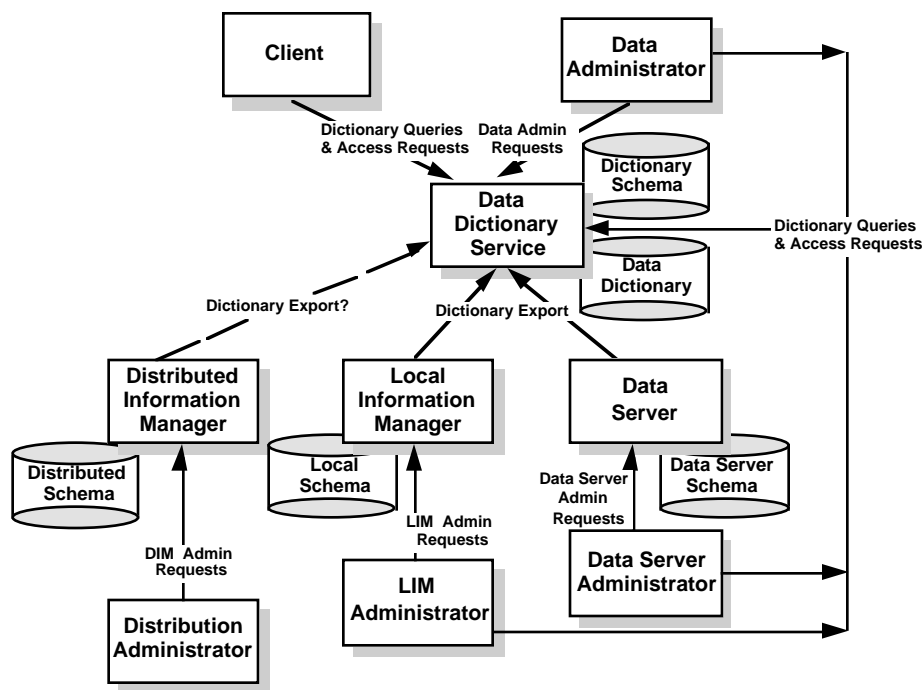 Client
Data
Administrator
Dictionary Queries
& Access Requests
Data Admin
Requests
Dictionary
Schema
Data
Dictionary
Service
Dictionary Queries
& Access Requests
Data
Dictionary
Dictionary Export?
Dictionary Export
Distributed
Information
Manager
Local
Information
Manager
Data
Server
Distributed
Schema
Local
Schema
Data Server
Schema
Data Server
Admin
Requests
LIM Admin
Requests
DIM Admin
Requests
Data Server
Administrator
LIM
Administrator
Distribution
Administrator